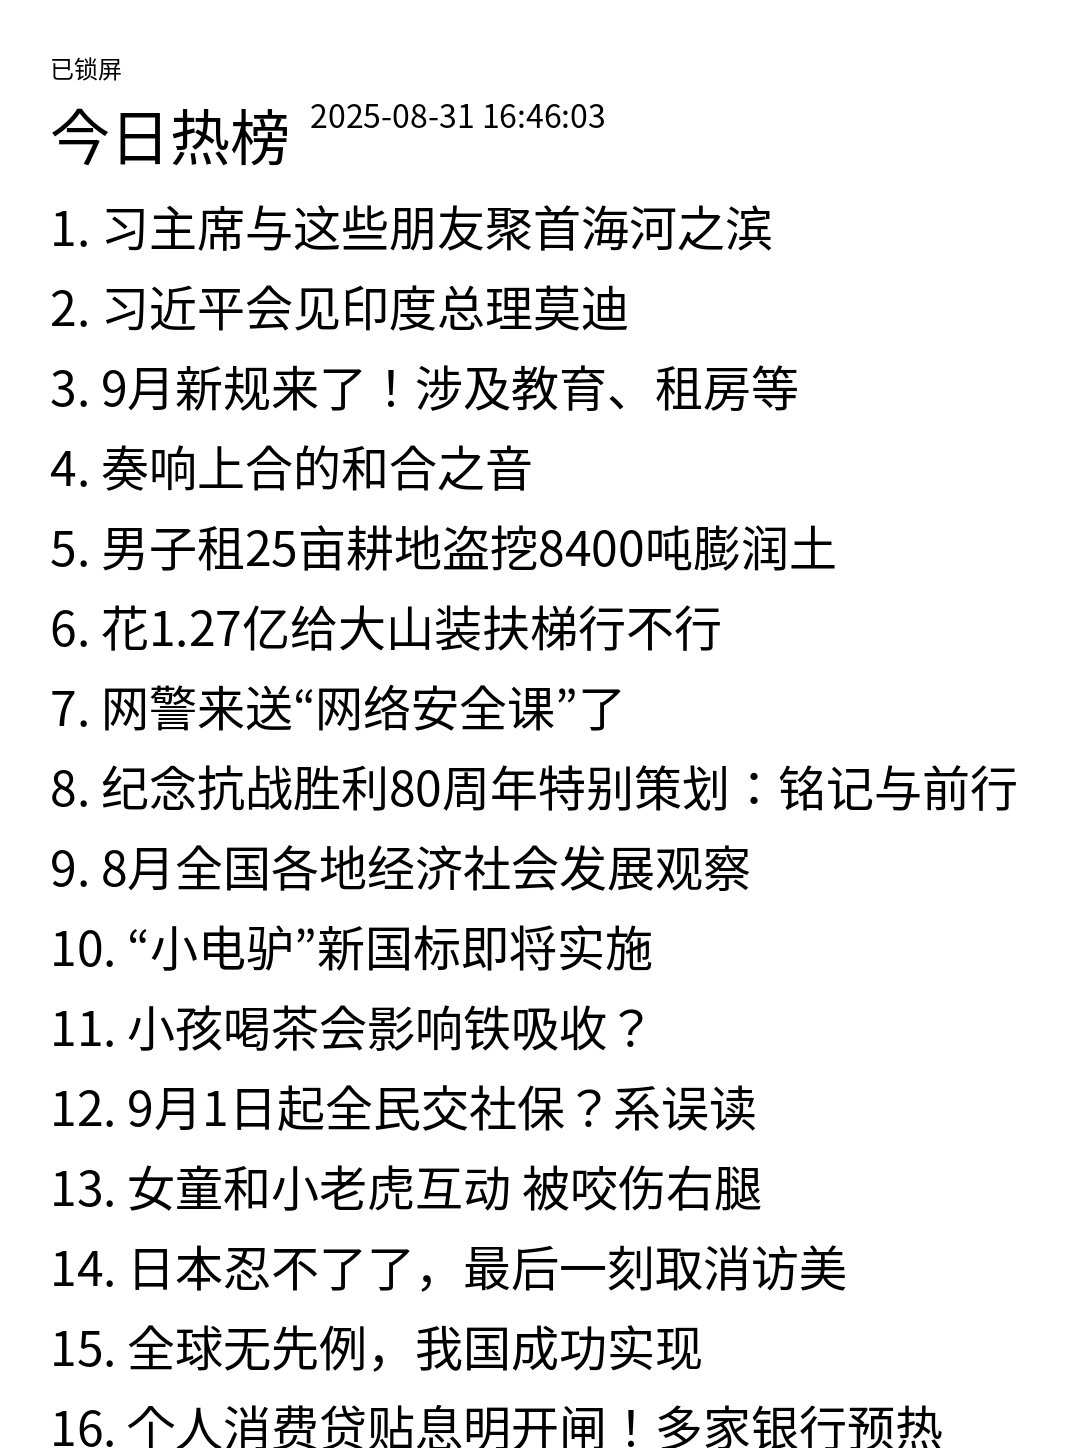 已锁屏
今日热榜 2025-08-31 16:46:03
1. 习主席与这些朋友聚首海河之滨
2. 习近平会见印度总理莫迪
3. 9月新规来了！涉及教育、租房等
4. 奏响上合的和合之音
5. 男子租25亩耕地盗挖8400吨膨润土
6. 花1.27亿给大山装扶梯行不行
7. 网警来送“网络安全课”了
8. 纪念抗战胜利80周年特别策划：铭记与前行
9. 8月全国各地经济社会发展观察
10. “小电驴”新国标即将实施
11. 小孩喝茶会影响铁吸收？
12. 9月1日起全民交社保？系误读
13. 女童和小老虎互动 被咬伤右腿
14. 日本忍不了了，最后一刻取消访美
15. 全球无先例，我国成功实现
16. 个人消费贷贴息明开闸！多家银行预热